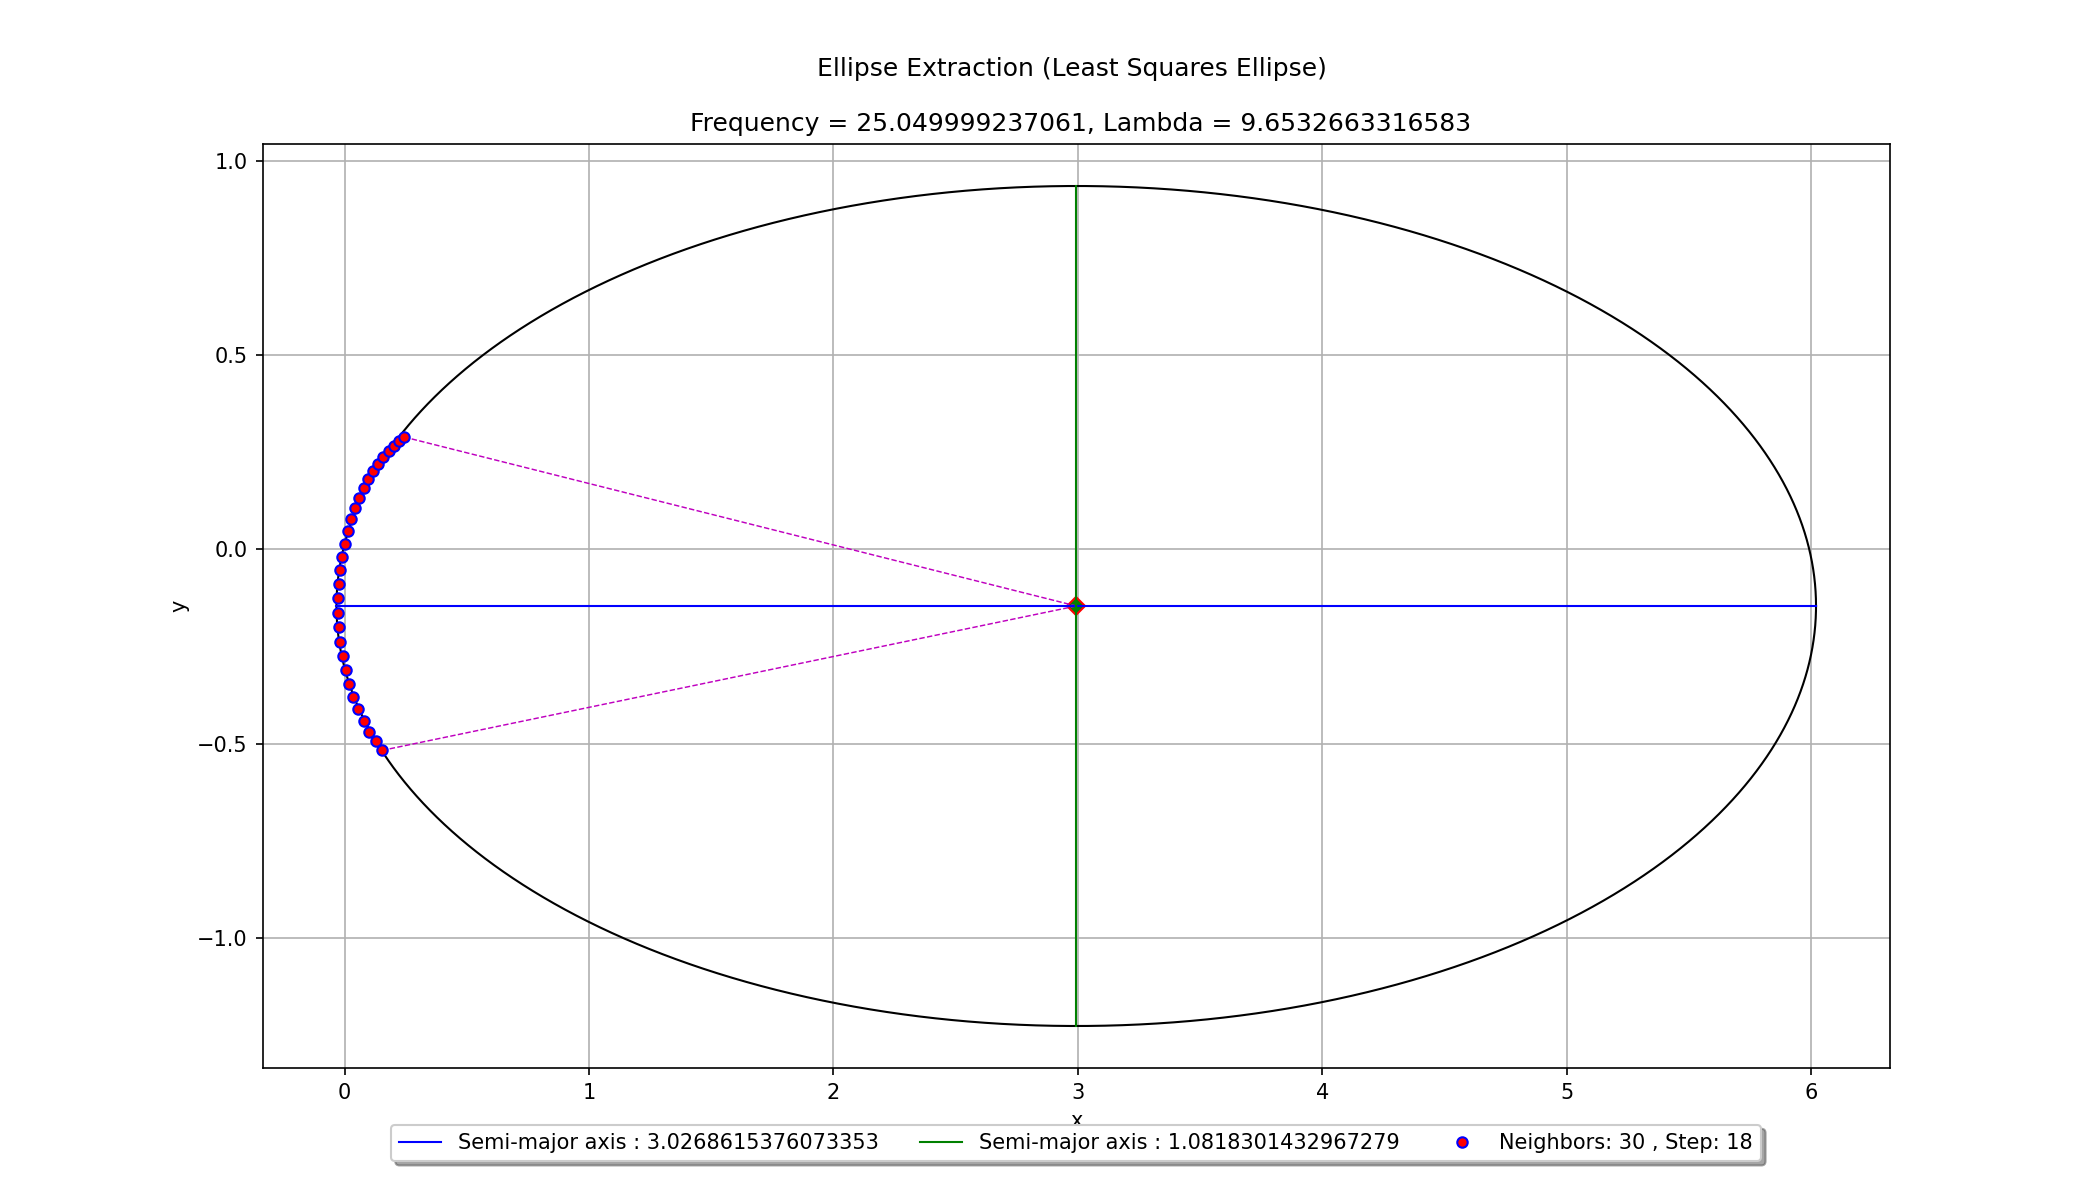 Ellipse Extraction (Least Squares Ellipse)
Frequency = 25.049999237061, Lambda = 9.6532663316583
1.0
0.5
0.0
−0.5
−1.0
y
0 1 2 3 4 5 6
x
Semi-major axis : 3.0268615376073353 Semi-major axis : 1.0818301432967279 Neighbors: 30 , Step: 18